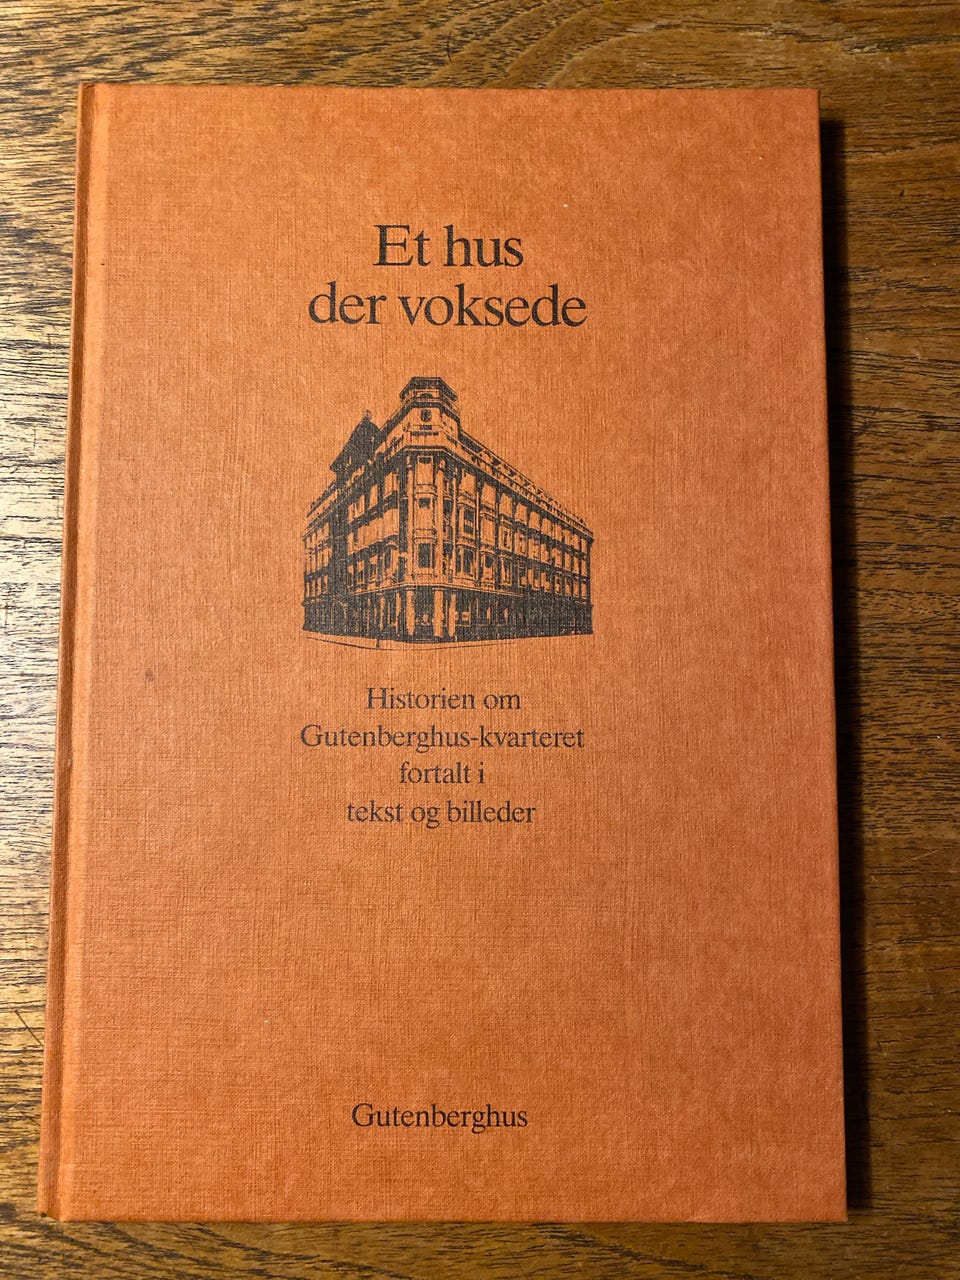 Et hus
der voksede
Historien om
Gutenberghus-kvarteret
fortalt i
tekst og billeder
Gutenberghus